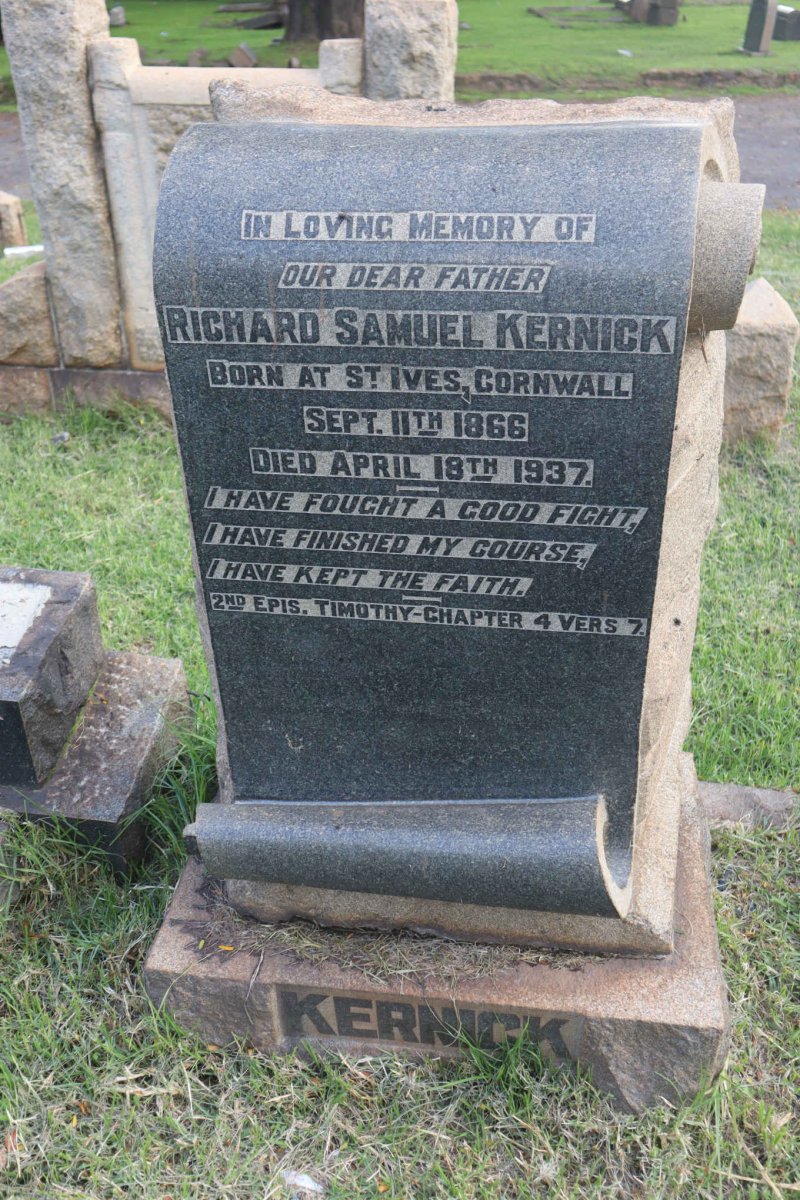 IN LOVING MEMORY OF
OUR DEAR FATHER
RICHARD SAMUEL KERNICK
BORN AT ST. IVES, CORNWALL
SEPT. 11TH 1866
DIED APRIL 18TH 1937.
I HAVE FOUGHT A GOOD FIGHT,
I HAVE FINISHED MY COURSE,
I HAVE KEPT THE FAITH.
2ND EPIS. TIMOTHY-CHAPTER 4 VERS 7.
KERNICK